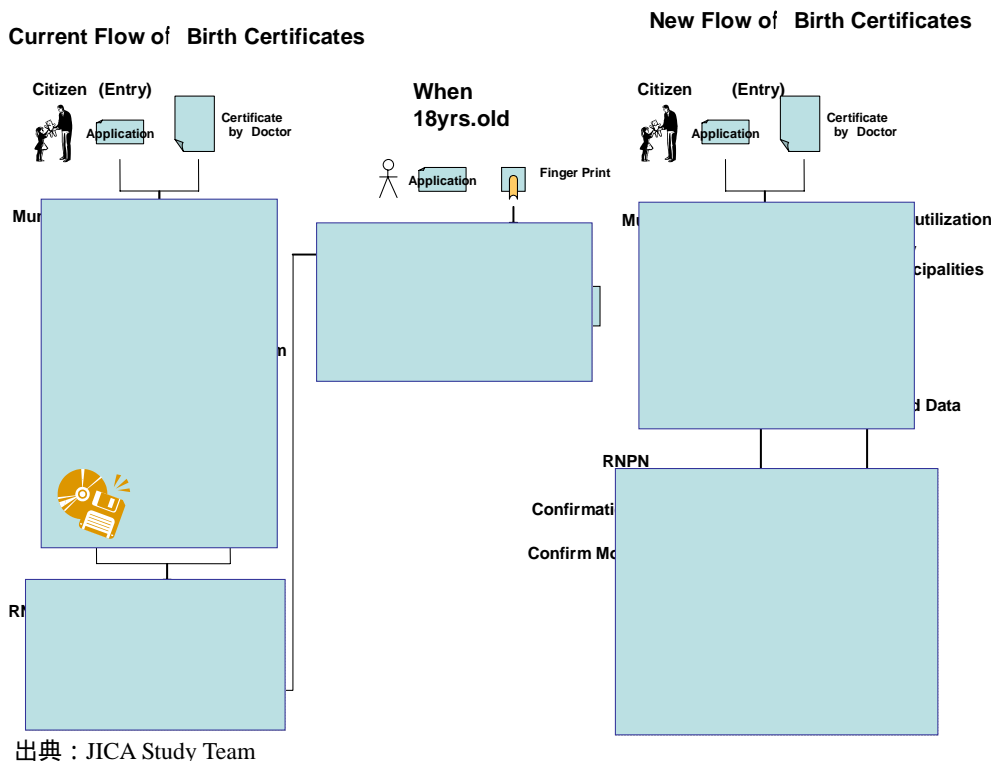 Current Flow of Birth Certificates
Citizen (Entry)
Application
Certificate
by Doctor
When
18yrs.old
Application
Finger Print
New Flow of Birth Certificates
Citizen (Entry)
Application
Certificate
by Doctor
utilization
cipalities
d Data
RNPN
Confirmati
Confirm Mo
出典：JICA Study Team